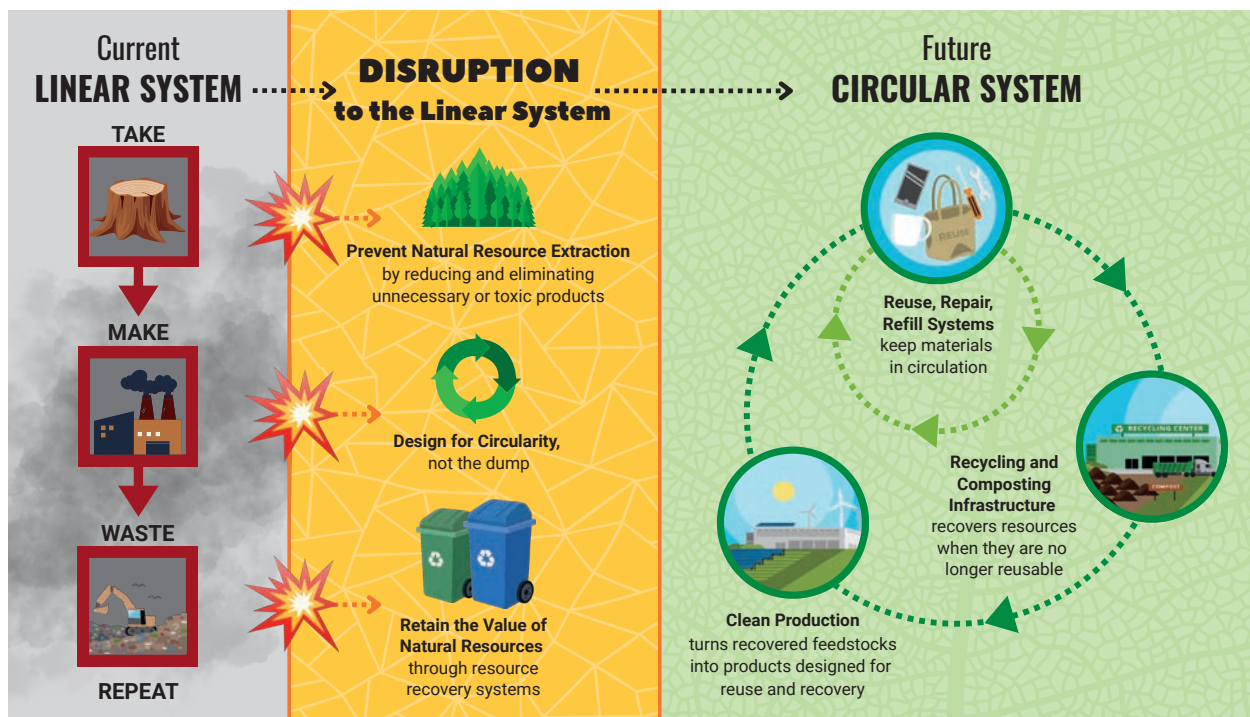 Current
LINEAR SYSTEM
TAKE
MAKE
WASTE
REPEAT
DISRUPTION
to the Linear System
Prevent Natural Resource Extraction
by reducing and eliminating
unnecessary or toxic products
Design for Circularity,
not the dump
Retain the Value of
Natural Resources
through resource
recovery systems
Future
CIRCULAR SYSTEM
REUSE
Reuse, Repair,
Refill Systems
keep materials
in circulation
RECYCLING CENTER
COMPOST
Recycling and
Composting
Infrastructure
recovers resources
when they are no
longer reusable
Clean Production
turns recovered feedstocks
into products designed for
reuse and recovery